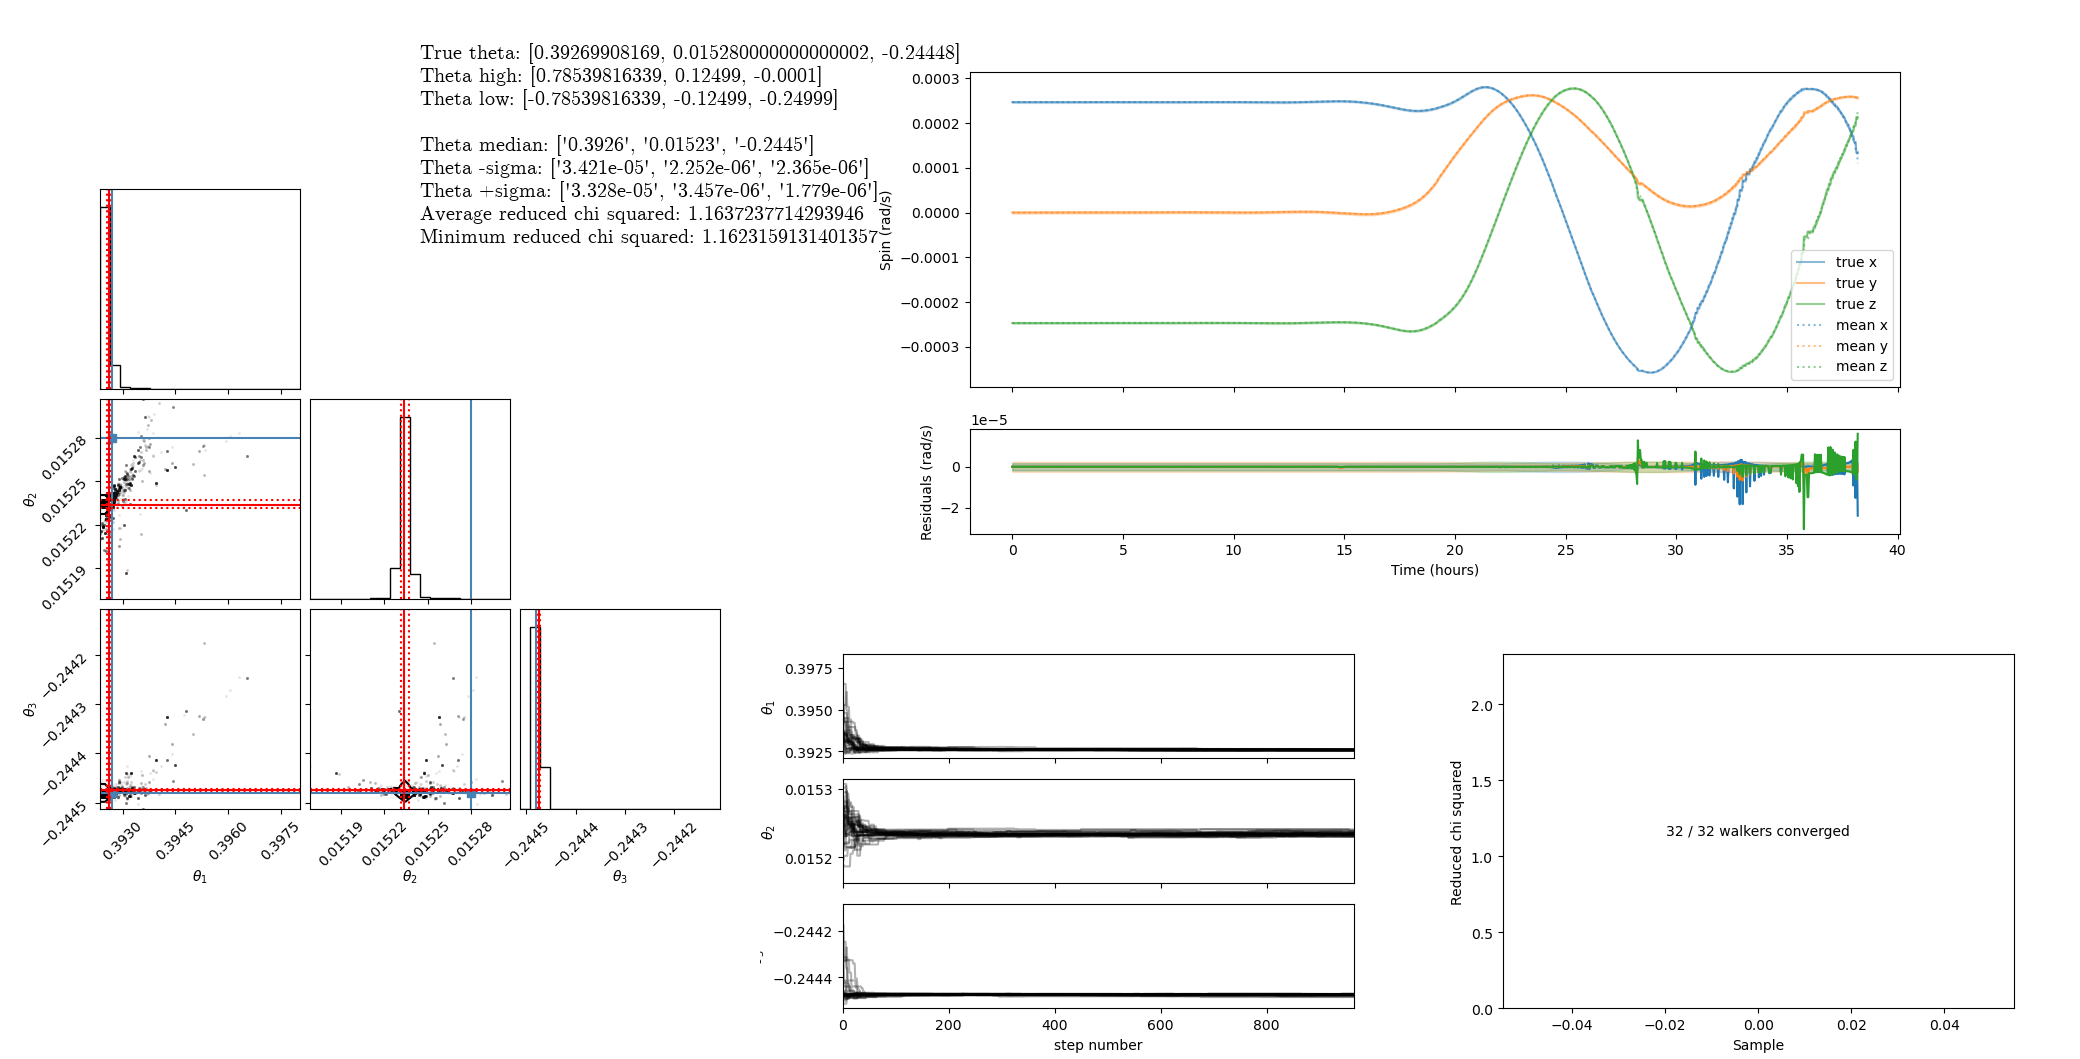 True theta: [0.39269908169, 0.015280000000000002, -0.24448]
Theta high: [0.78539816339, 0.12499, -0.0001]
Theta low: [-0.78539816339, -0.12499, -0.24999]
Theta median: ['0.3926', '0.01523', '-0.2445']
Theta -sigma: ['3.421e-05', '2.252e-06', '2.365e-06']
Theta +sigma: ['3.328e-05', '3.457e-06', '1.779e-06']
Average reduced chi squared: 1.1637237714293946
Minimum reduced chi squared: 1.1623159131401357
0.0003
0.0002
0.0001
0.0000
−0.0001
−0.0002
−0.0003
Spin (rad/s)
true x
true y
true z
mean x
mean y
mean z
1e−5
0
−2
Residuals (rad/s)
0 5 10 15 20 25 30 35 40
Time (hours)
0.01528
0.01525
0.01522
0.01519
θ2
−0.2442
−0.2443
−0.2444
−0.2445
θ3
0.3930 0.3945 0.3960 0.3975
θ1
0.01519 0.01522 0.01525 0.01528
θ2
−0.2445 −0.2444 −0.2443 −0.2442
θ3
0.3975
0.3950
0.3925
θ1
0.0153
0.0152
θ2
−0.2442
−0.2444
0 200 400 600 800
step number
2.0
1.5
1.0
0.5
0.0
Reduced chi squared
32 / 32 walkers converged
−0.04 −0.02 0.00 0.02 0.04
Sample